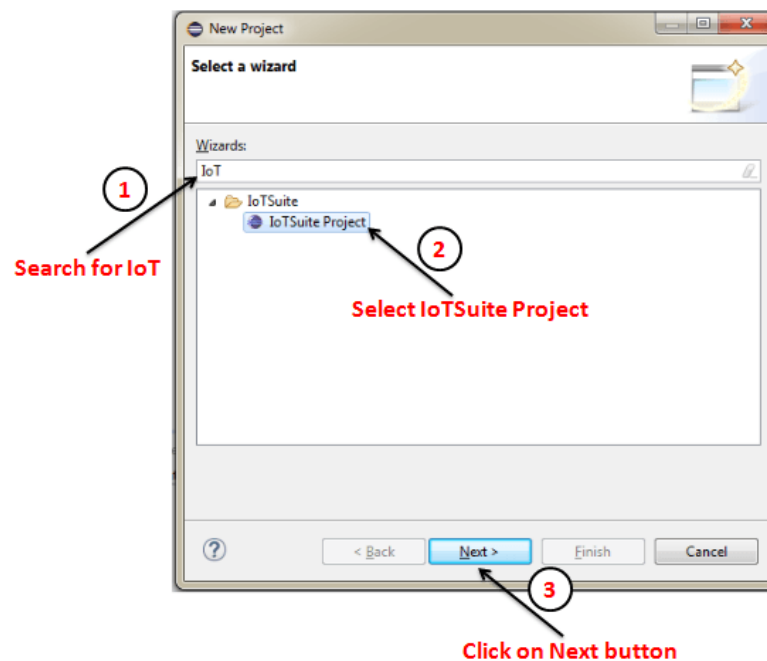 New Project
Select a wizard
Wizards:
IoT
1
IoTSuite
IoTSuite Project
2
Search for IoT
Select IoTSuite Project
?
< Back
Next >
Finish
Cancel
3
Click on Next button